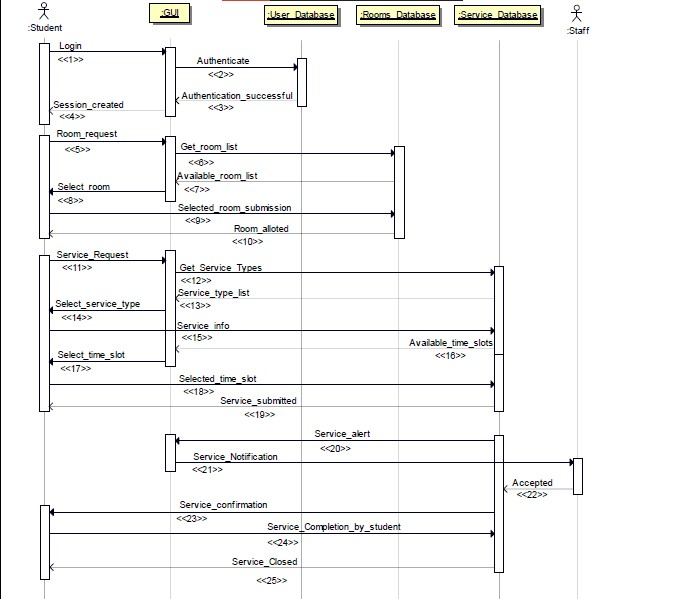 :Student
:GUI
:User_Database
:Rooms_Database
:Service_Database
:Staff
Login
<<1>>
Authenticate
<<2>>
Authentication_successful
<<3>>
Session_created
<<4>>
Room_request
<<5>>
Get_room_list
<<6>>
Available_room_list
<<7>>
Select_room
<<8>>
Selected_room_submission
<<9>>
Room_alloted
<<10>>
Service_Request
<<11>>
Get_Service_Types
<<12>>
Service_type_list
<<13>>
Select_service_type
<<14>>
Service_info
<<15>>
Available_time_slots
<<16>>
Select_time_slot
<<17>>
Selected_time_slot
<<18>>
Service_submitted
<<19>>
Service_alert
<<20>>
Service_Notification
<<21>>
Accepted
<<22>>
Service_confirmation
<<23>>
Service_Completion_by_student
<<24>>
Service_Closed
<<25>>